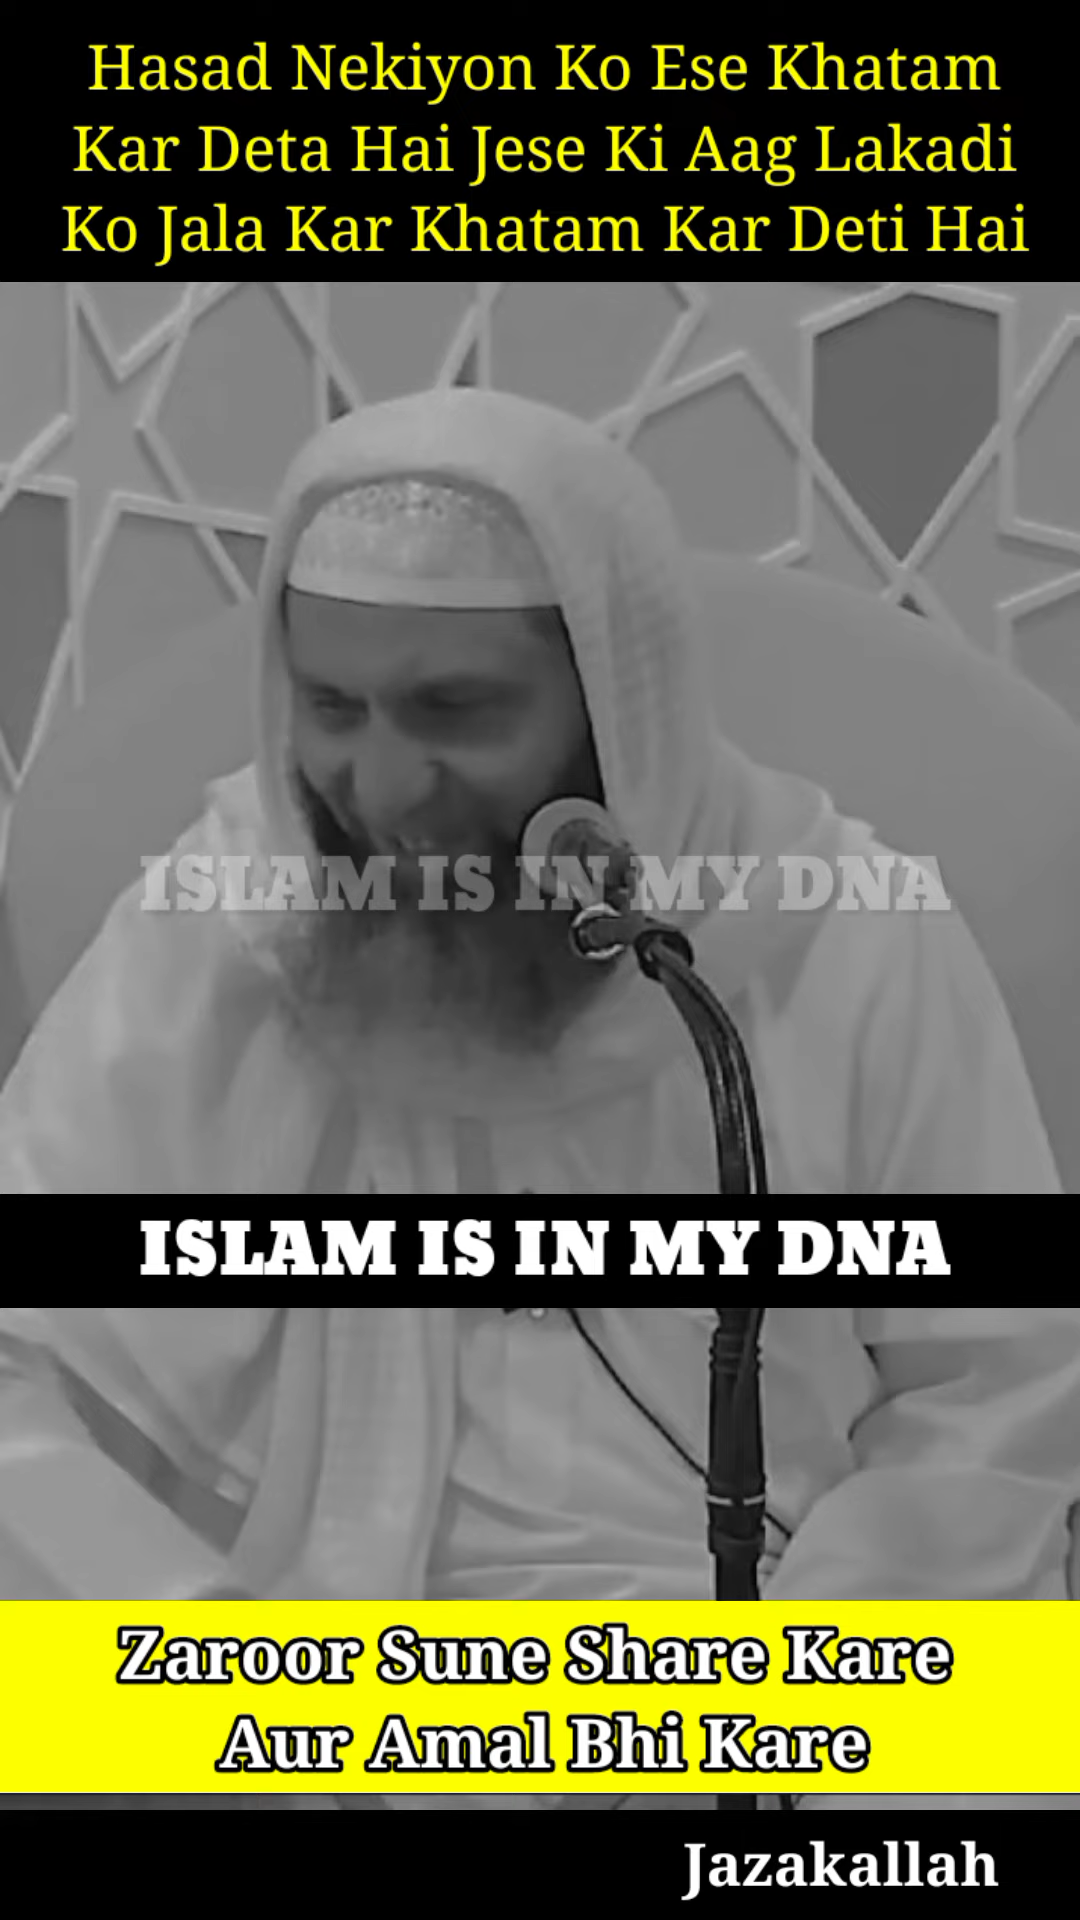 Hasad Nekiyon Ko Ese Khatam
Kar Deta Hai Jese Ki Aag Lakadi
Ko Jala Kar Khatam Kar Deti Hai
ISLAM IS IN MY DNA
ISLAM IS IN MY DNA
Zaroor Sune Share Kare
Aur Amal Bhi Kare
Jazakallah